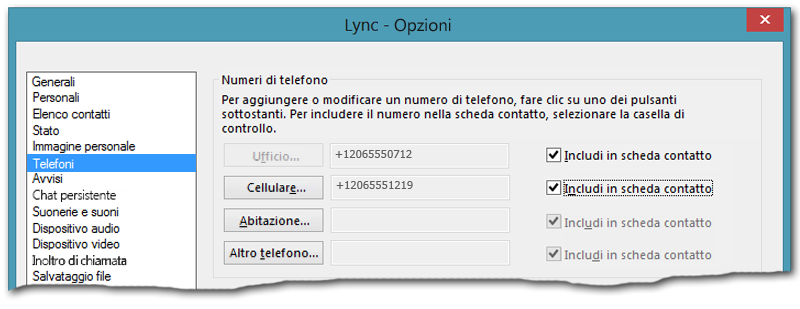 Lync - Opzioni
Generali
Personali
Elenco contatti
Stato
Immagine personale
Telefoni
Avvisi
Chat persistente
Suonerie e suoni
Dispositivo audio
Dispositivo video
Inoltro di chiamata
Salvataggio file
Numeri di telefono
Per aggiungere o modificare un numero di telefono, fare clic su uno dei pulsanti
sottostanti. Per includere il numero nella scheda contatto, selezionare la casella di
controllo.
Ufficio... +12065550712 Includi in scheda contatto
Cellulare... +12065551219 Includi in scheda contatto
Abitazione... Includi in scheda contatto
Altro telefono... Includi in scheda contatto